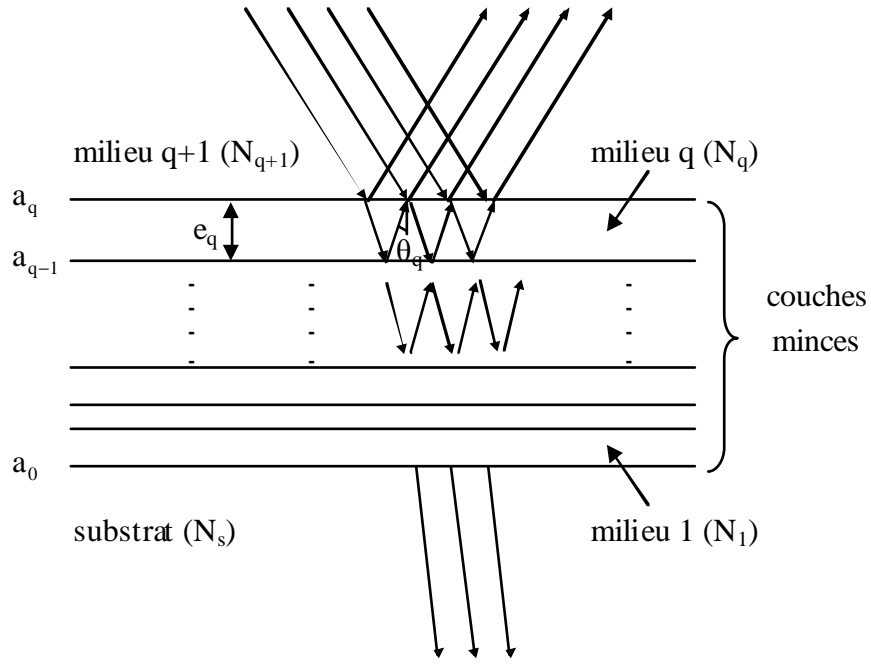 milieu q+1 (N_{q+1})
milieu q (N_q)
a_q
e_q
θ_q
a_{q−1}
couches
minces
a_0
substrat (N_s)
milieu 1 (N_1)